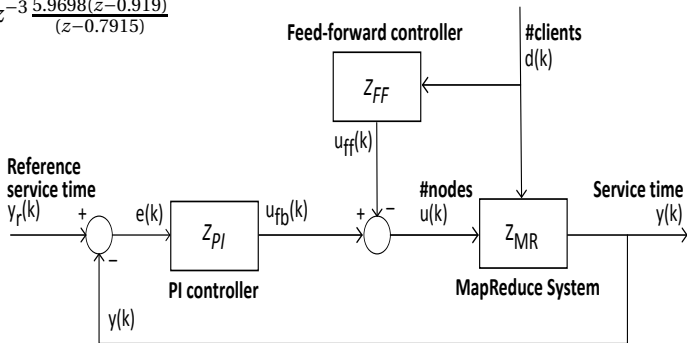 z⁻³ 5.9698(z−0.919)
(z−0.7915)
Feed-forward controller
#clients
d(k)
Z_FF
u_ff(k)
Reference
service time
y_r(k)
+
e(k)
Z_PI
u_fb(k)
+
−
#nodes
u(k)
Z_MR
Service time
y(k)
−
PI controller
MapReduce System
y(k)